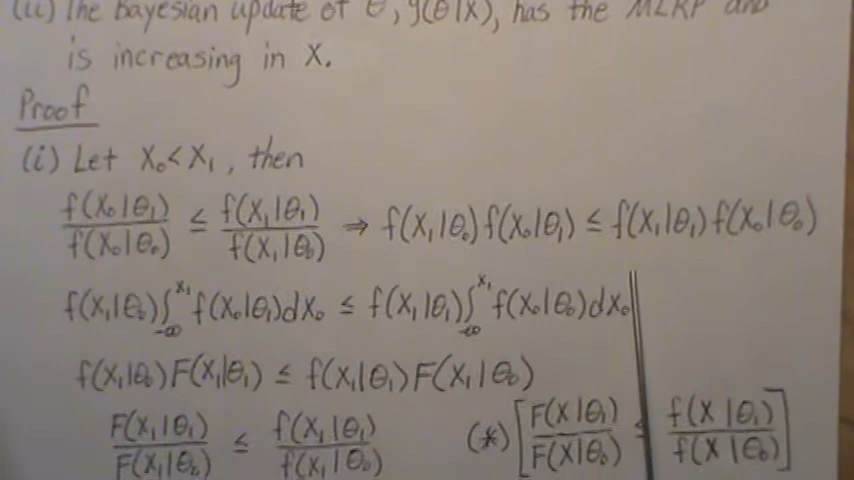 (ii) The Bayesian update of θ, g(θ|X), has the MLRP and
is increasing in X.
Proof
(i) Let X₀<X₁, then
f(X₀|θ₁)/f(X₀|θ₀) ≤ f(X₁|θ₁)/f(X₁|θ₀) ⇒ f(X₁|θ₀)f(X₀|θ₁) ≤ f(X₁|θ₁)f(X₀|θ₀)
f(X₁|θ₀)∫_{-∞}^{X₁} f(X₀|θ₁)dX₀ ≤ f(X₁|θ₁)∫_{-∞}^{X₁} f(X₀|θ₀)dX₀
f(X₁|θ₀)F(X₁|θ₁) ≤ f(X₁|θ₁)F(X₁|θ₀)
F(X₁|θ₁)/F(X₁|θ₀) ≤ f(X₁|θ₁)/f(X₁|θ₀) (*)[F(X|θ₁)/F(X|θ₀) ≤ f(X|θ₁)/f(X|θ₀)]